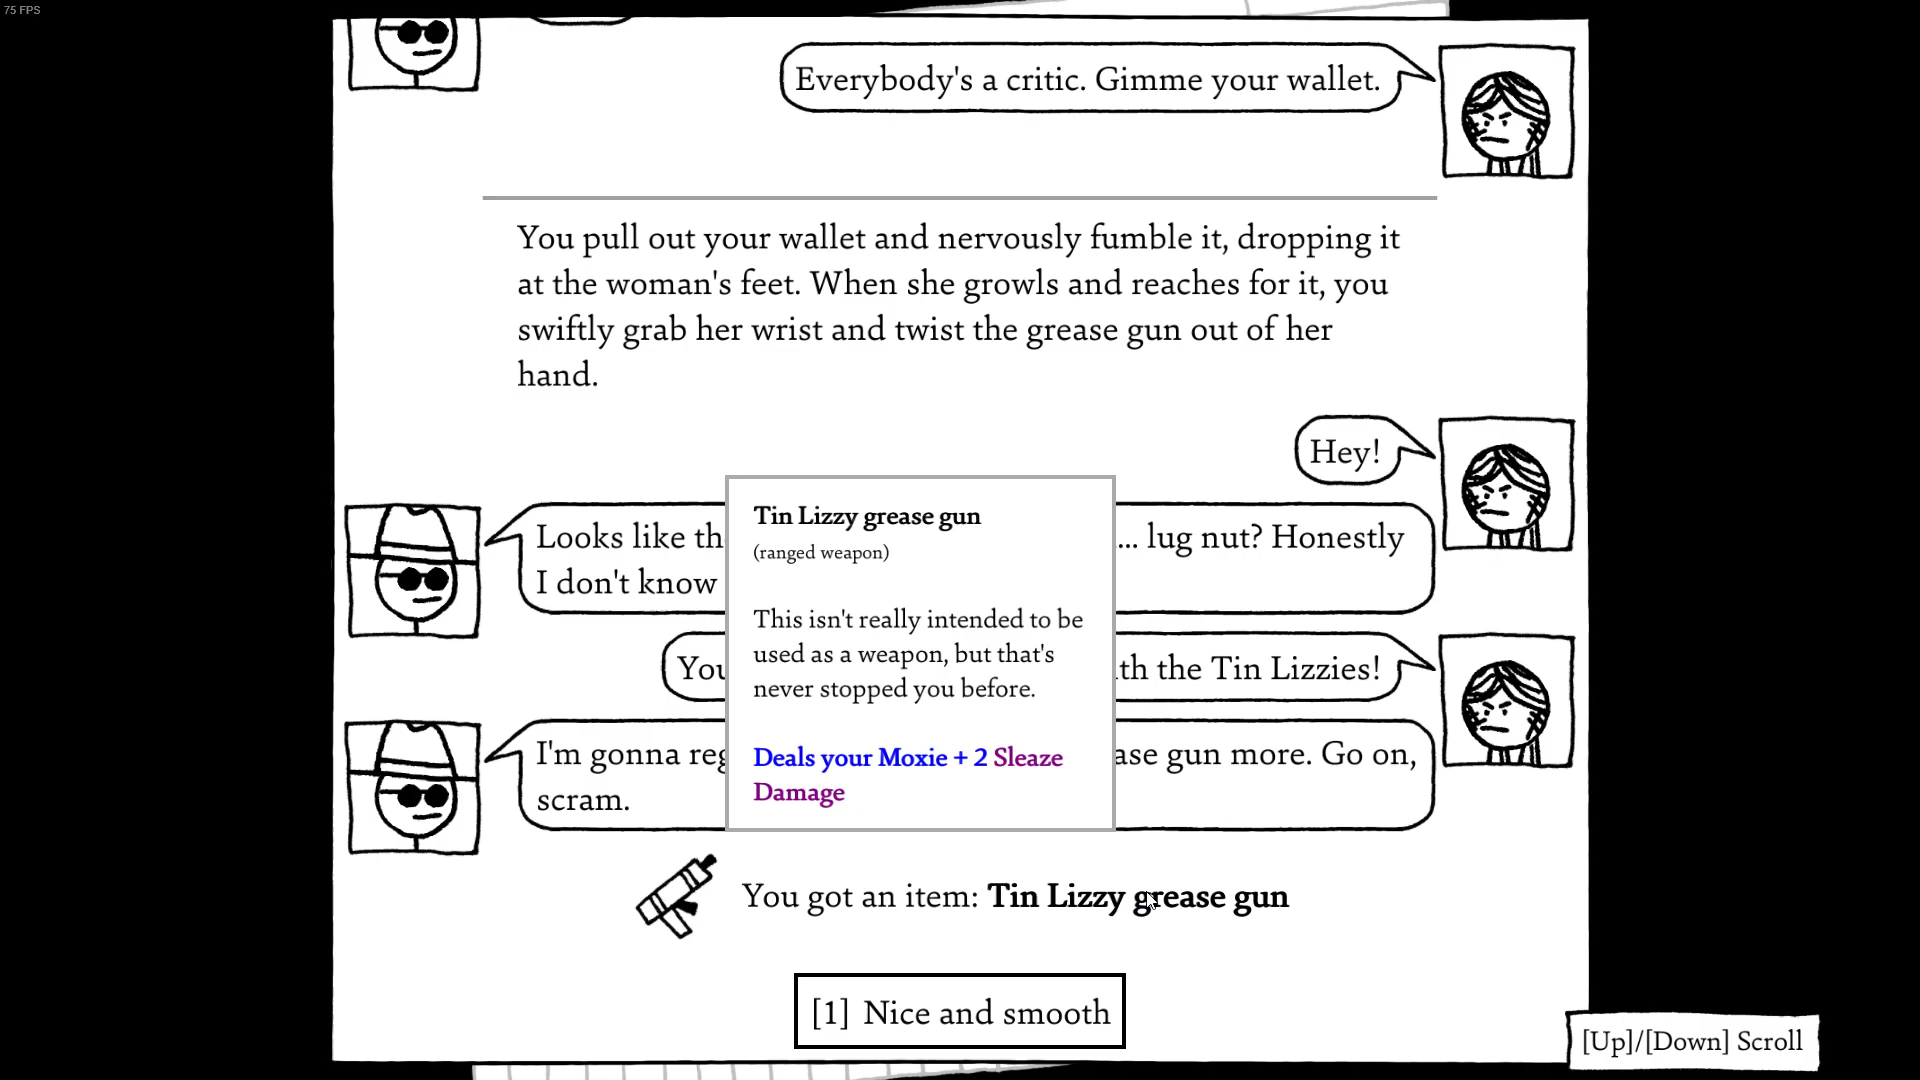 75 FPS
Everybody's a critic. Gimme your wallet.
You pull out your wallet and nervously fumble it, dropping it
at the woman's feet. When she growls and reaches for it, you
swiftly grab her wrist and twist the grease gun out of her
hand.
Hey!
Looks like th
... lug nut? Honestly
I don't know
You
th the Tin Lizzies!
I'm gonna reg
ase gun more. Go on,
scram.
Tin Lizzy grease gun
(ranged weapon)
This isn't really intended to be
used as a weapon, but that's
never stopped you before.
Deals your Moxie + 2 Sleaze
Damage
You got an item: Tin Lizzy grease gun
[1] Nice and smooth
[Up]/[Down] Scroll